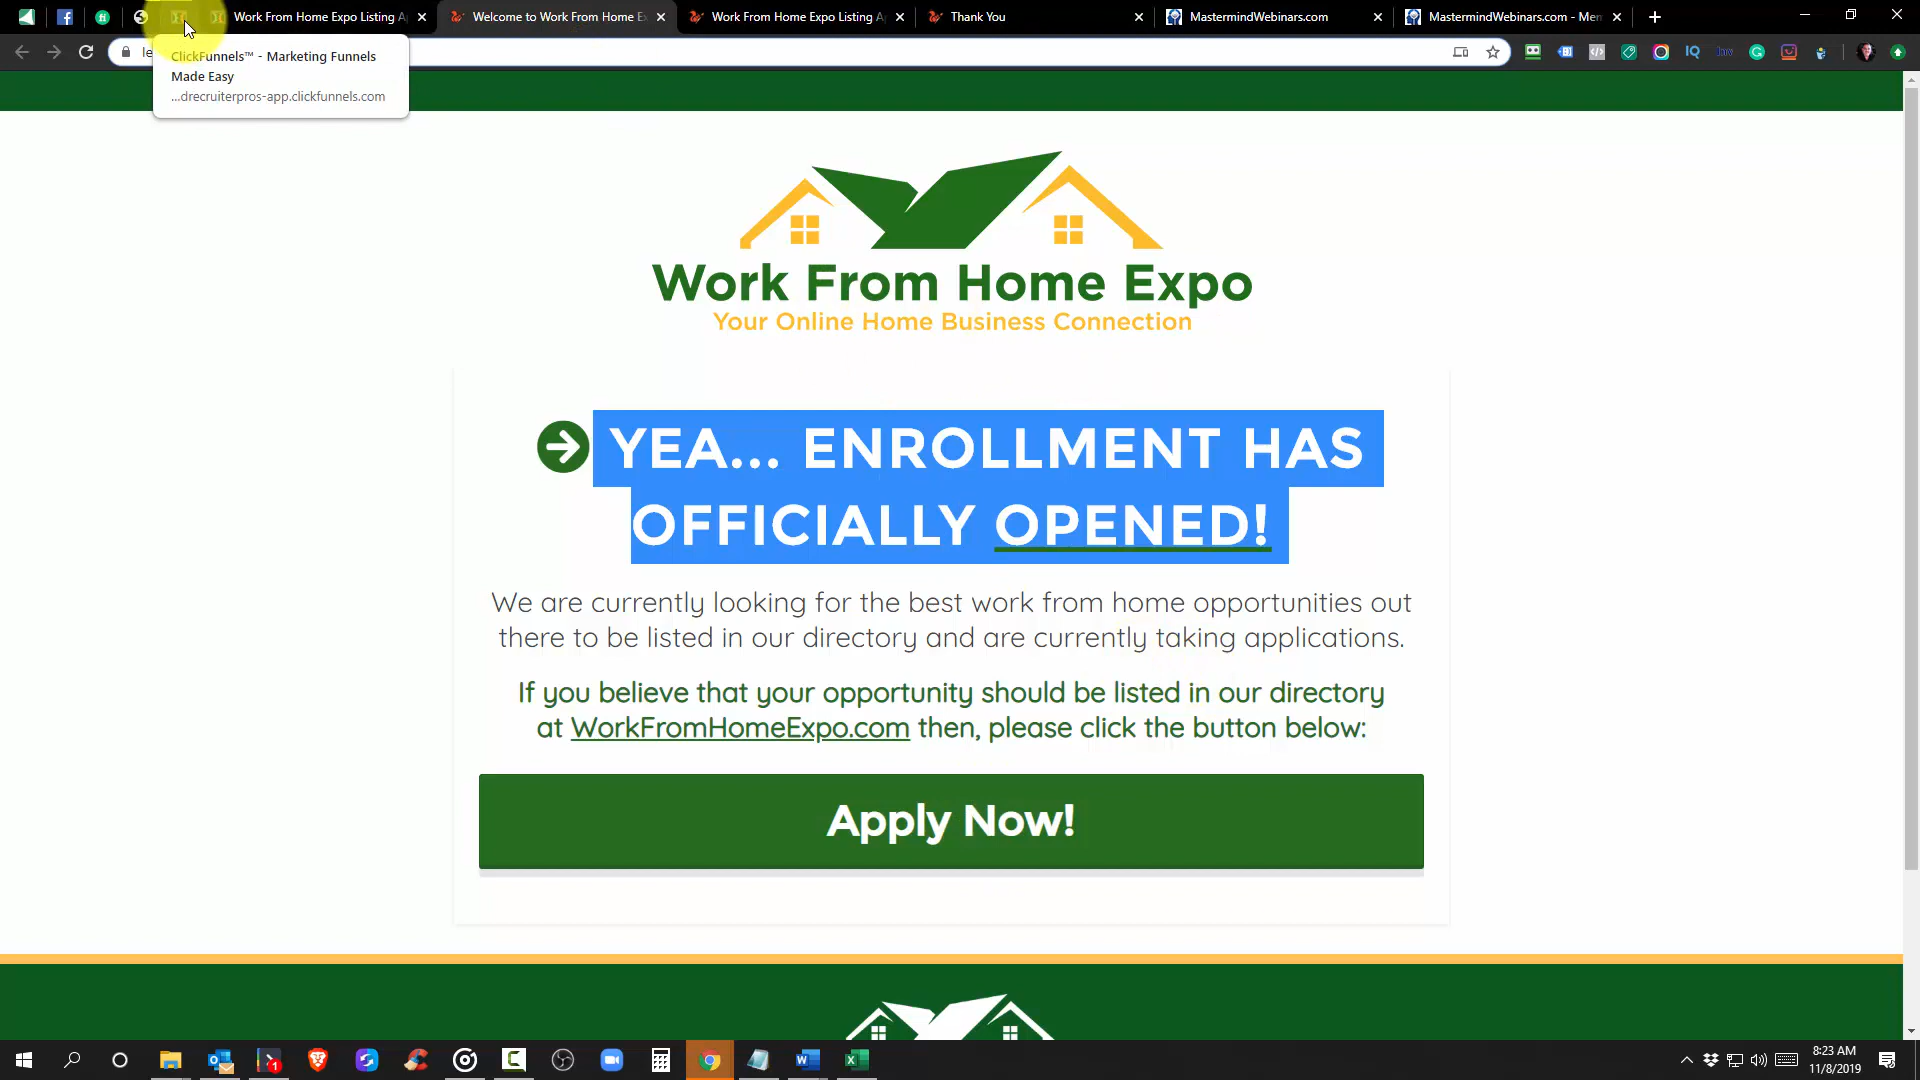 Work From Home Expo Listing A
Welcome to Work From Home E
Work From Home Expo Listing A
Thank You
MastermindWebinars.com
MastermindWebinars.com - Mem
le
ClickFunnels™ - Marketing Funnels
Made Easy
...drecruiterpros-app.clickfunnels.com
Work From Home Expo
Your Online Home Business Connection
YEA... ENROLLMENT HAS
OFFICIALLY OPENED!
We are currently looking for the best work from home opportunities out
there to be listed in our directory and are currently taking applications.
If you believe that your opportunity should be listed in our directory
at WorkFromHomeExpo.com then, please click the button below:
Apply Now!
8:23 AM
11/8/2019